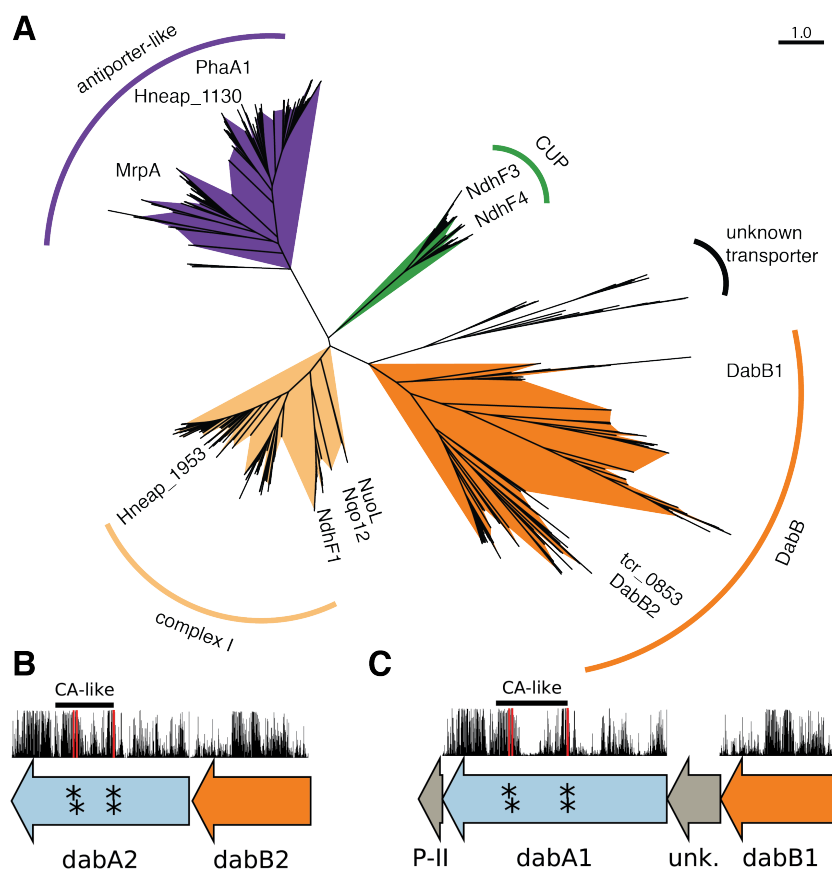 A
1.0
antiporter-like
PhaA1
Hneap_1130
MrpA
CUP
NdhF3
NdhF4
unknown
transporter
DabB1
Hneap_1953
NuoL
Nqo12
NdhF1
tcr_0853
DabB2
DabB
complex I
B
C
CA-like
CA-like
**
**
**
**
dabA2
dabB2
P-II
dabA1
unk.
dabB1